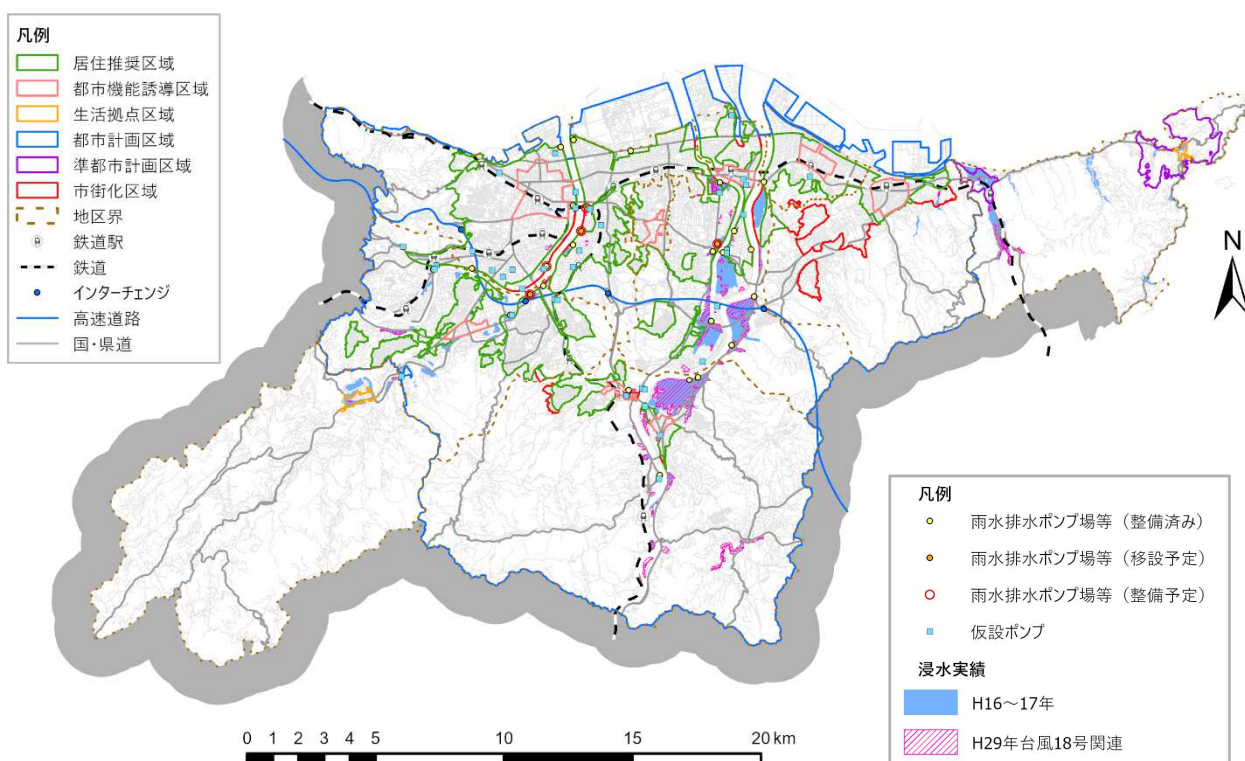 凡例
居住推奨区域
都市機能誘導区域
生活拠点区域
都市計画区域
準都市計画区域
市街化区域
地区界
鉄道駅
鉄道
インターチェンジ
高速道路
国・県道
N
凡例
雨水排水ポンプ場等（整備済み）
雨水排水ポンプ場等（移設予定）
雨水排水ポンプ場等（整備予定）
仮設ポンプ
浸水実績
H16～17年
H29年台風18号関連
0 1 2 3 4 5 10 15 20 km